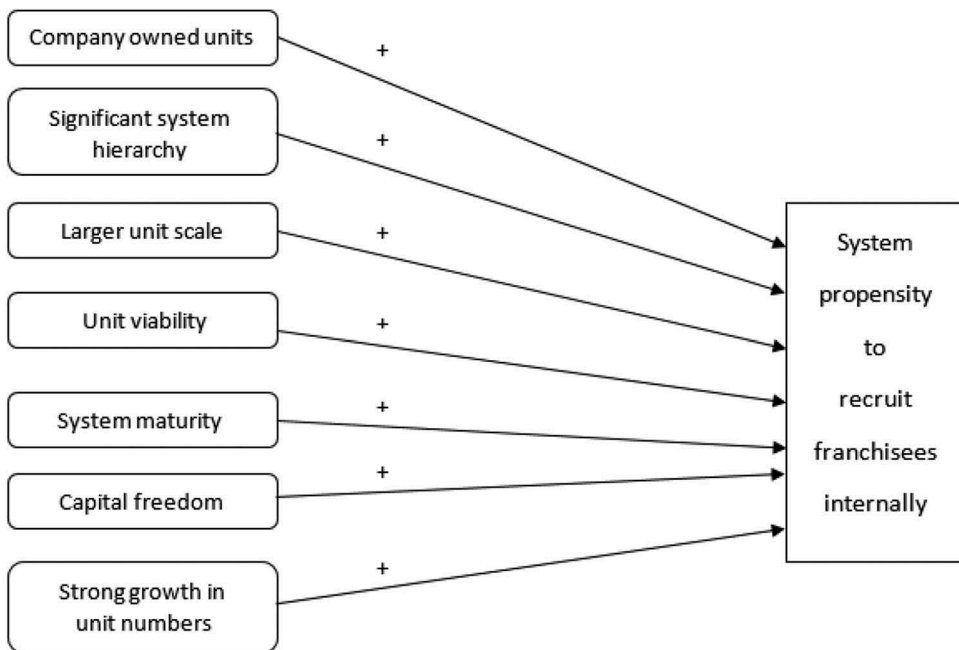 Company owned units
+
Significant system
hierarchy
+
Larger unit scale
+
Unit viability
+
System maturity
+
Capital freedom
+
Strong growth in
unit numbers
+
System
propensity
to
recruit
franchisees
internally